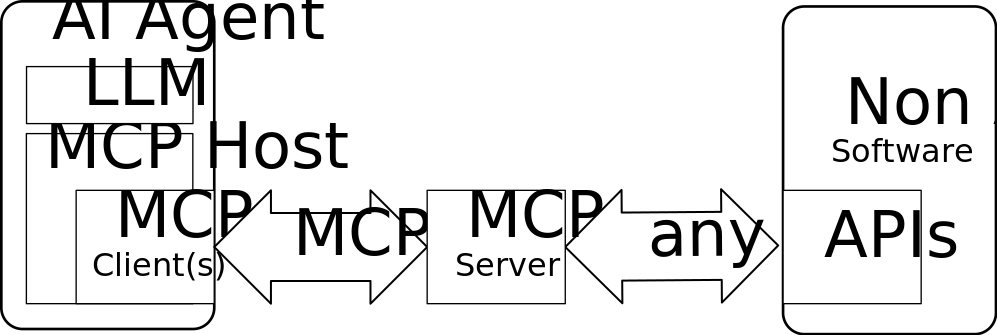 AI Agent
LLM
MCP Host
MCP
Client(s)
MCP
MCP
Server
any
Non
Software
APIs